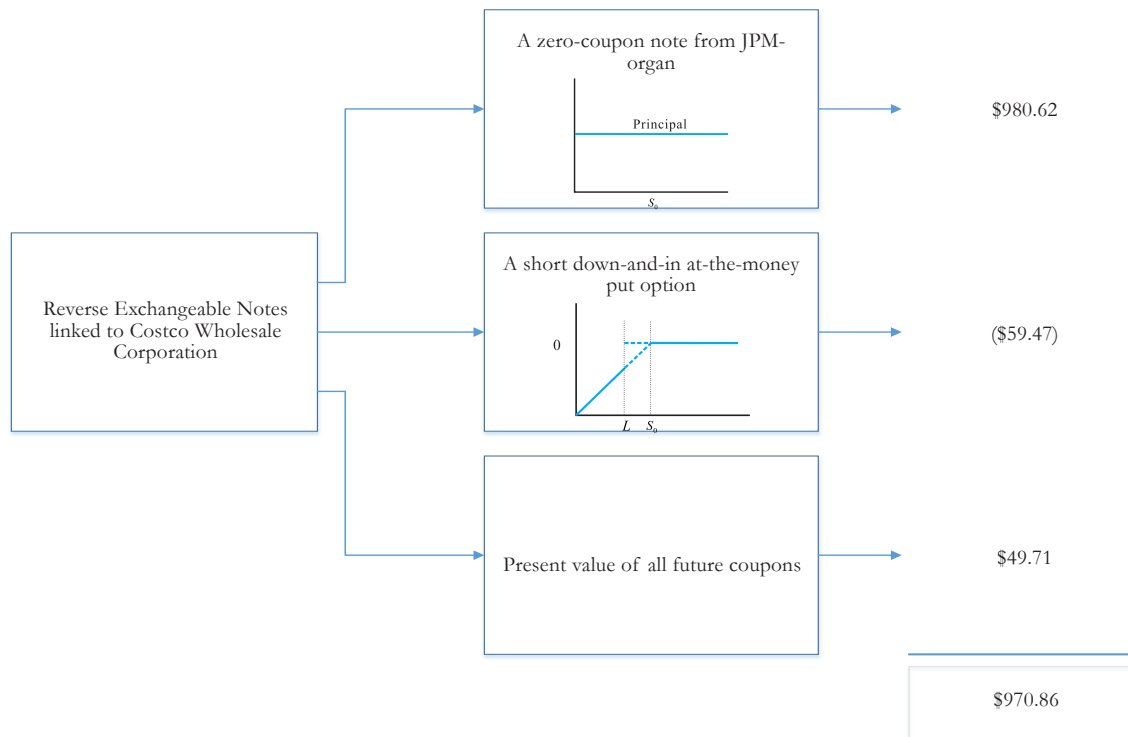 A zero-coupon note from JPM-
organ
Principal
S₀
$980.62
Reverse Exchangeable Notes
linked to Costco Wholesale
Corporation
A short down-and-in at-the-money
put option
0
L S₀
($59.47)
Present value of all future coupons
$49.71
$970.86